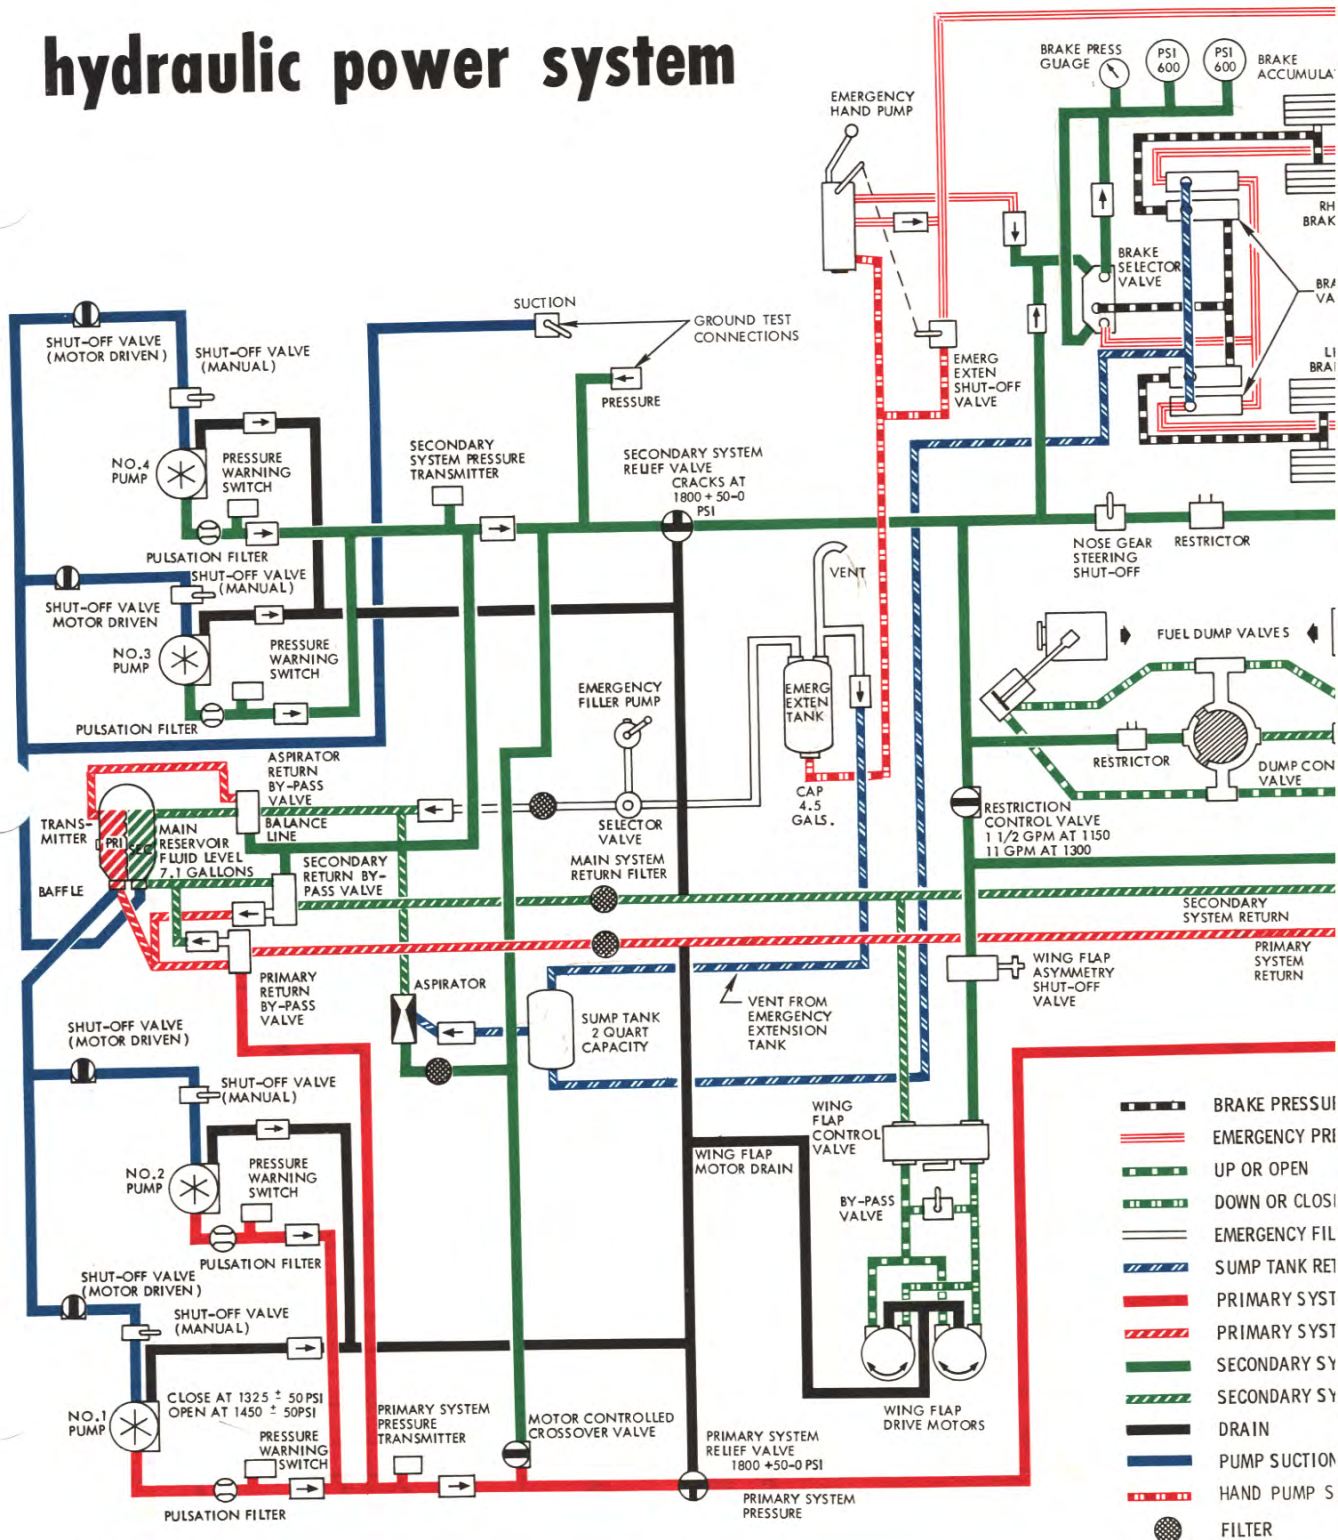 hydraulic power system
BRAKE PRESS
GUAGE
PSI
600
PSI
600
BRAKE
EMERGENCY
HAND PUMP
RH
BRAKE
SELECTOR
VALVE
SUCTION
GROUND TEST
CONNECTIONS
SHUT-OFF VALVE
(MOTOR DRIVEN)
SHUT-OFF VALVE
(MANUAL)
EMERG
EXTEN
SHUT-OFF
VALVE
PRESSURE
NO.4
PUMP
PRESSURE
WARNING
SWITCH
SECONDARY
SYSTEM PRESSURE
TRANSMITTER
SECONDARY SYSTEM
RELIEF VALVE
CRACKS AT
1800 + 50-0
PSI
PULSATION FILTER
NOSE GEAR
STEERING
SHUT-OFF
RESTRICTOR
SHUT-OFF VALVE
(MANUAL)
SHUT-OFF VALVE
MOTOR DRIVEN
VENT
NO.3
PUMP
PRESSURE
WARNING
SWITCH
FUEL DUMP VALVES
EMERGENCY
FILLER PUMP
EMERG
EXTEN
TANK
PULSATION FILTER
ASPIRATOR
RETURN
BY-PASS
VALVE
RESTRICTOR
DUMP CON
VALVE
CAP
4.5
GALS.
TRANS-
MITTER
PRI
SEC
MAIN
RESERVOIR
FLUID LEVEL
7.1 GALLONS
BALANCE
LINE
SELECTOR
VALVE
RESTRICTION
CONTROL VALVE
1 1/2 GPM AT 1150
11 GPM AT 1300
BAFFLE
SECONDARY
RETURN BY-
PASS VALVE
MAIN SYSTEM
RETURN FILTER
SECONDARY
SYSTEM RETURN
PRIMARY
SYSTEM
RETURN
PRIMARY
RETURN
BY-PASS
VALVE
ASPIRATOR
WING FLAP
ASYMMETRY
SHUT-OFF
VALVE
SUMP TANK
2 QUART
CAPACITY
VENT FROM
EMERGENCY
EXTENSION
TANK
SHUT-OFF VALVE
(MOTOR DRIVEN)
SHUT-OFF VALVE
(MANUAL)
WING
FLAP
CONTROL
VALVE
WING FLAP
MOTOR DRAIN
NO.2
PUMP
PRESSURE
WARNING
SWITCH
BY-PASS
VALVE
PULSATION FILTER
SHUT-OFF VALVE
(MOTOR DRIVEN)
SHUT-OFF VALVE
(MANUAL)
CLOSE AT 1325 ± 50 PSI
OPEN AT 1450 ± 50PSI
NO.1
PUMP
PRESSURE
WARNING
SWITCH
PRIMARY SYSTEM
PRESSURE
TRANSMITTER
MOTOR CONTROLLED
CROSSOVER VALVE
WING FLAP
DRIVE MOTORS
PRIMARY SYSTEM
RELIEF VALVE
1800 +50-0 PSI
PULSATION FILTER
PRIMARY SYSTEM
PRESSURE
BRAKE
EMERGENCY
UP OR OPEN
DOWN OR
EMERGENCY
SUMP TANK
PRIMARY
PRIMARY
SECONDARY
SECONDARY
DRAIN
PUMP SUCTION
HAND PUMP S
FILTER